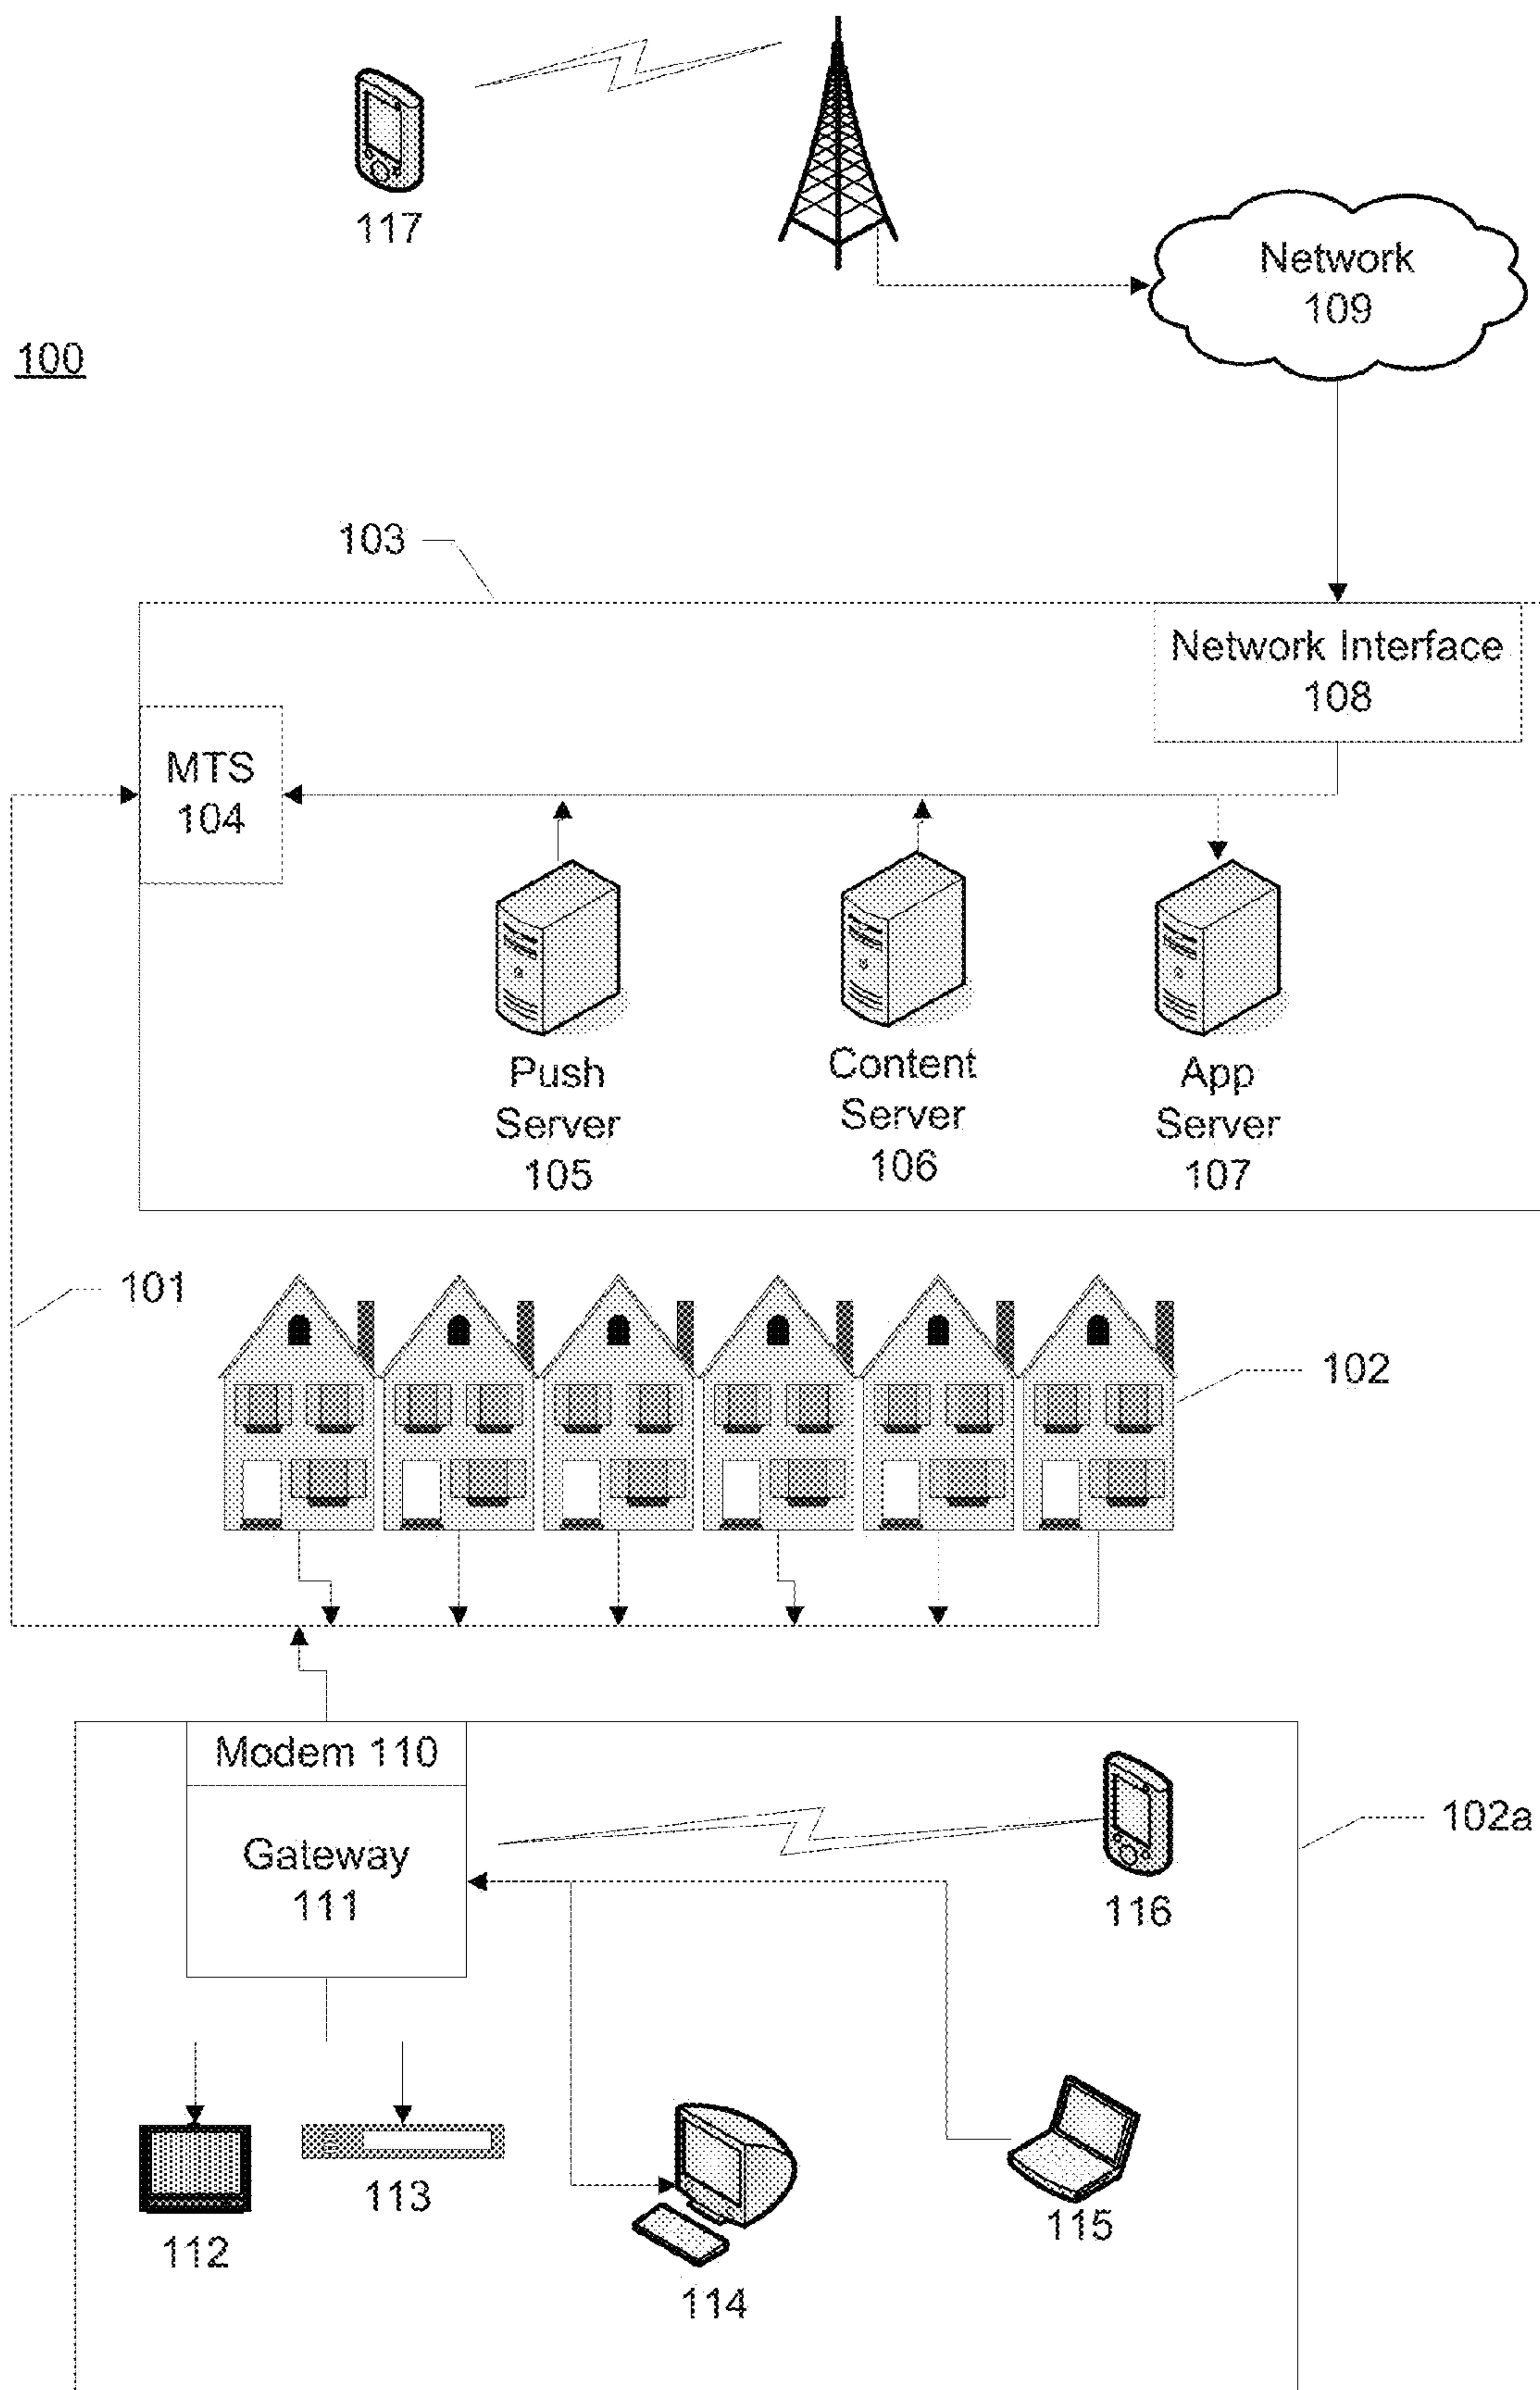 117
Network
109
100
103
Network Interface
108
MTS
104
Push
Server
105
Content
Server
106
App
Server
107
101
102
Modem 110
Gateway
111
116
102a
112
113
114
115